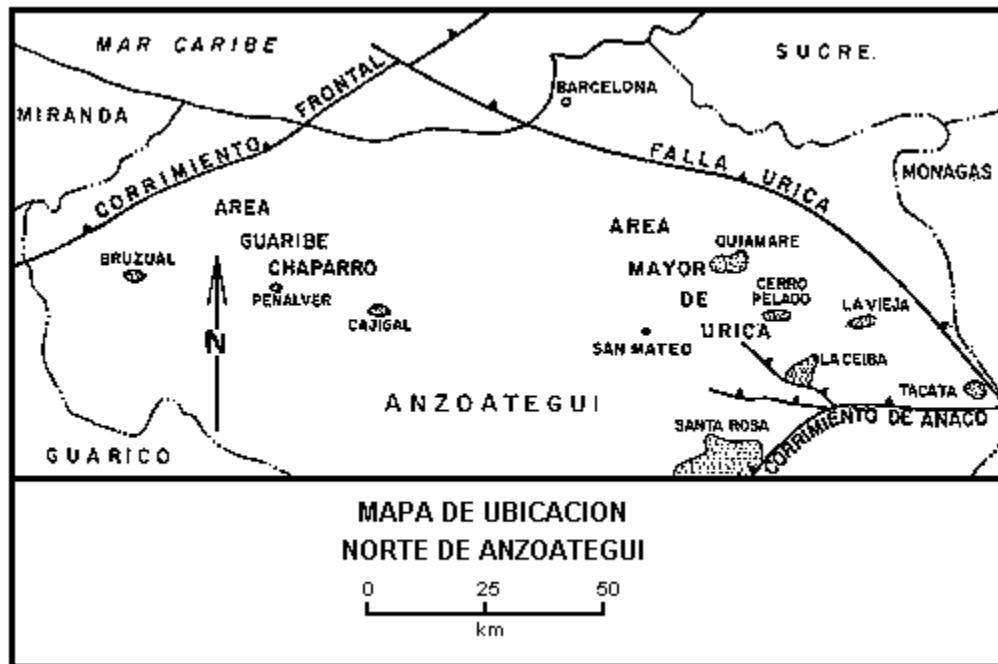 MAR CARIBE
SUCRE.
MIRANDA
BARCELONA
CORRIMIENTO FRONTAL
FALLA URICA
MONAGAS
AREA
GUARIBE
CHAPARRO
BRUZUAL
PEÑALVER
CAJIGAL
N
AREA
MAYOR
DE
URICA
QUIAMARE
CERRO
PELADO
LA VIEJA
SAN MATEO
LA CEIBA
TACATA
ANZOATEGUI
SANTA ROSA
CORRIMIENTO DE ANACO
GUARICO
MAPA DE UBICACION
NORTE DE ANZOATEGUI
0 25 50
km